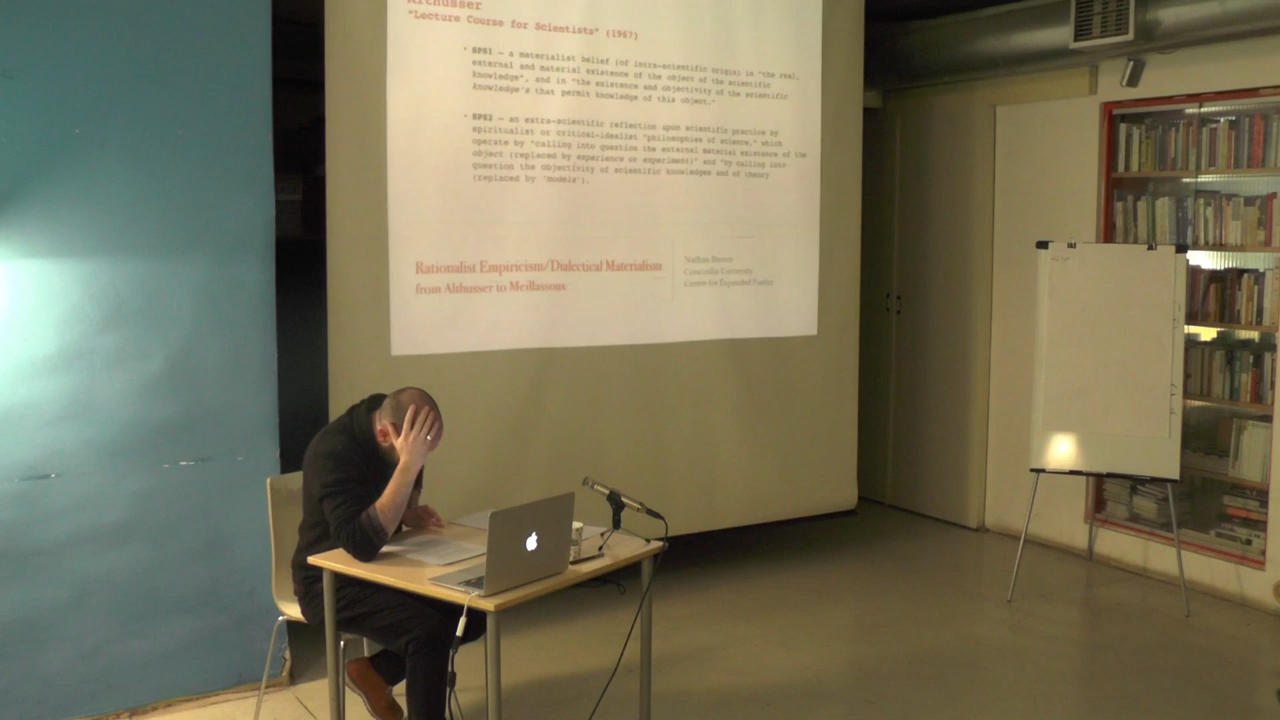 Althusser
"Lecture Course for Scientists" (1967)
• SPS1 – a materialist belief (of intra-scientific origin) in "the real,
external and material existence of the object of the scientific
knowledge", and in "the existence and objectivity of the scientific
knowledge's that permit knowledge of this object."
• SPS2 – an extra-scientific reflection upon scientific practice by
spiritualist or critical-idealist "philosophies of science," which
operate by "calling into question the external material existence of the
object (replaced by experience or experiment)" and "by calling into
question the objectivity of scientific knowledges and of theory
(replaced by 'models').
Rationalist Empiricism/Dialectical Materialism
from Althusser to Meillassoux
Nathan Brown
Concordia University
Centre for Expanded Poetics